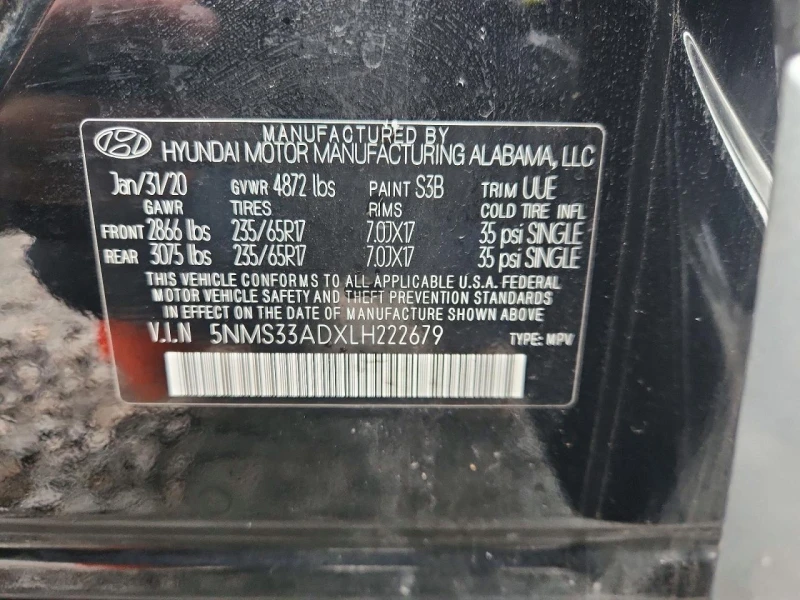 MANUFACTURED BY
HYUNDAI MOTOR MANUFACTURING ALABAMA, LLC
Jan/31/20 GVWR 4872 lbs PAINT S3B TRIM UUE
GAWR TIRES RIMS COLD TIRE INFL
FRONT 2866 lbs 235/65R17 7.0JX17 35 psi SINGLE
REAR 3075 lbs 235/65R17 7.0JX17 35 psi SINGLE
THIS VEHICLE CONFORMS TO ALL APPLICABLE U.S.A. FEDERAL
MOTOR VEHICLE SAFETY AND THEFT PREVENTION STANDARDS
IN EFFECT ON THE DATE OF MANUFACTURE SHOWN ABOVE.
V.I.N 5NMS33ADXLH222679 TYPE: MPV